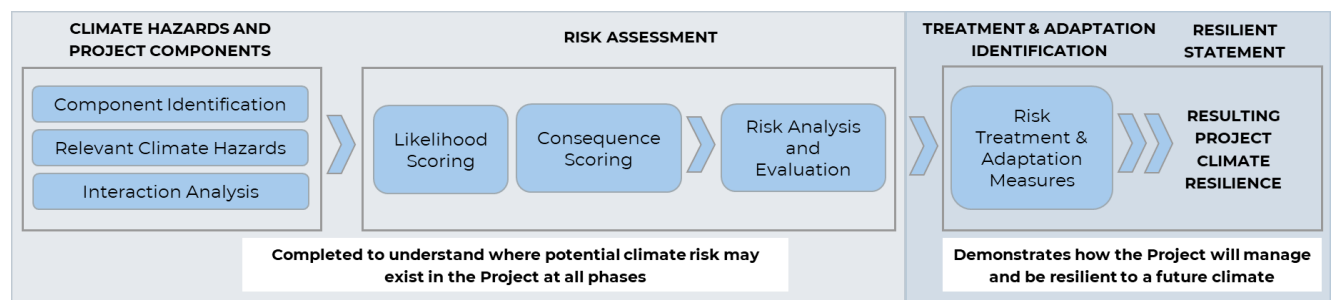 CLIMATE HAZARDS AND
PROJECT COMPONENTS
Component Identification
Relevant Climate Hazards
Interaction Analysis
RISK ASSESSMENT
Likelihood
Scoring
Consequence
Scoring
Risk Analysis
and
Evaluation
Completed to understand where potential climate risk may
exist in the Project at all phases
TREATMENT & ADAPTATION
IDENTIFICATION
RESILIENT
STATEMENT
Risk
Treatment &
Adaptation
Measures
RESULTING
PROJECT
CLIMATE
RESILIENCE
Demonstrates how the Project will manage
and be resilient to a future climate